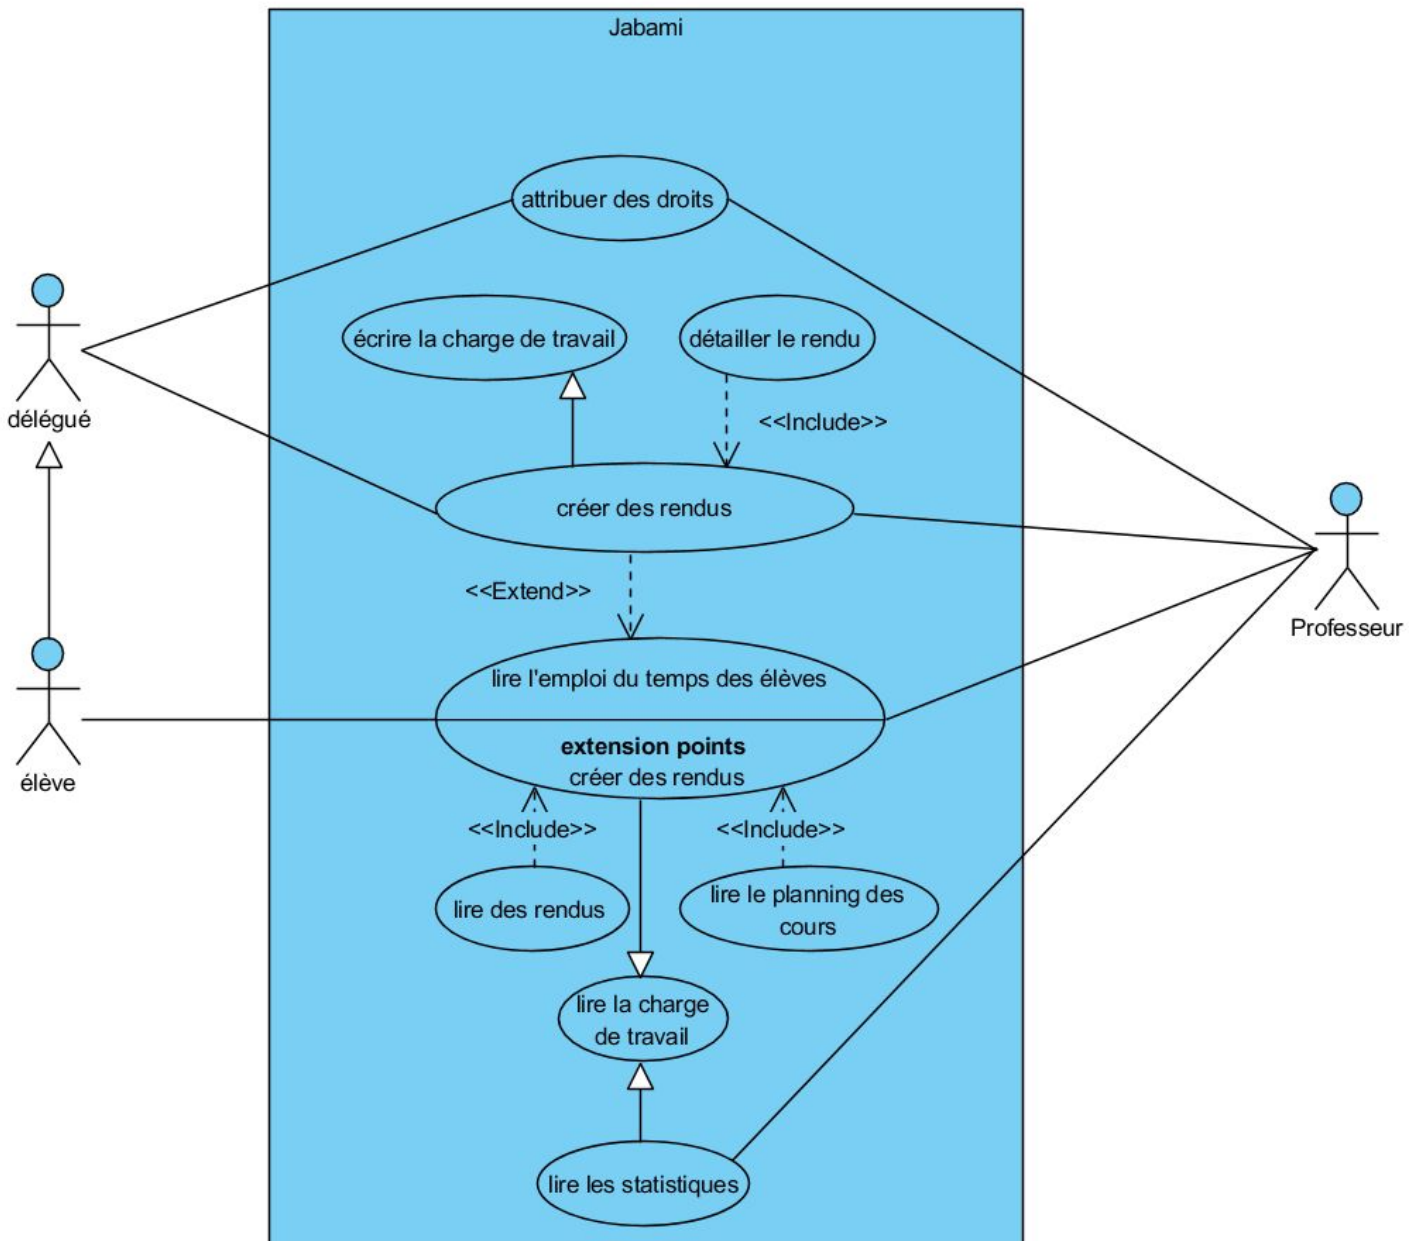 Jabami
attribuer des droits
écrire la charge de travail
détailler le rendu
délégué
<<Include>>
créer des rendus
<<Extend>>
Professeur
lire l'emploi du temps des élèves
extension points
créer des rendus
élève
<<Include>>
<<Include>>
lire des rendus
lire le planning des
cours
lire la charge
de travail
lire les statistiques